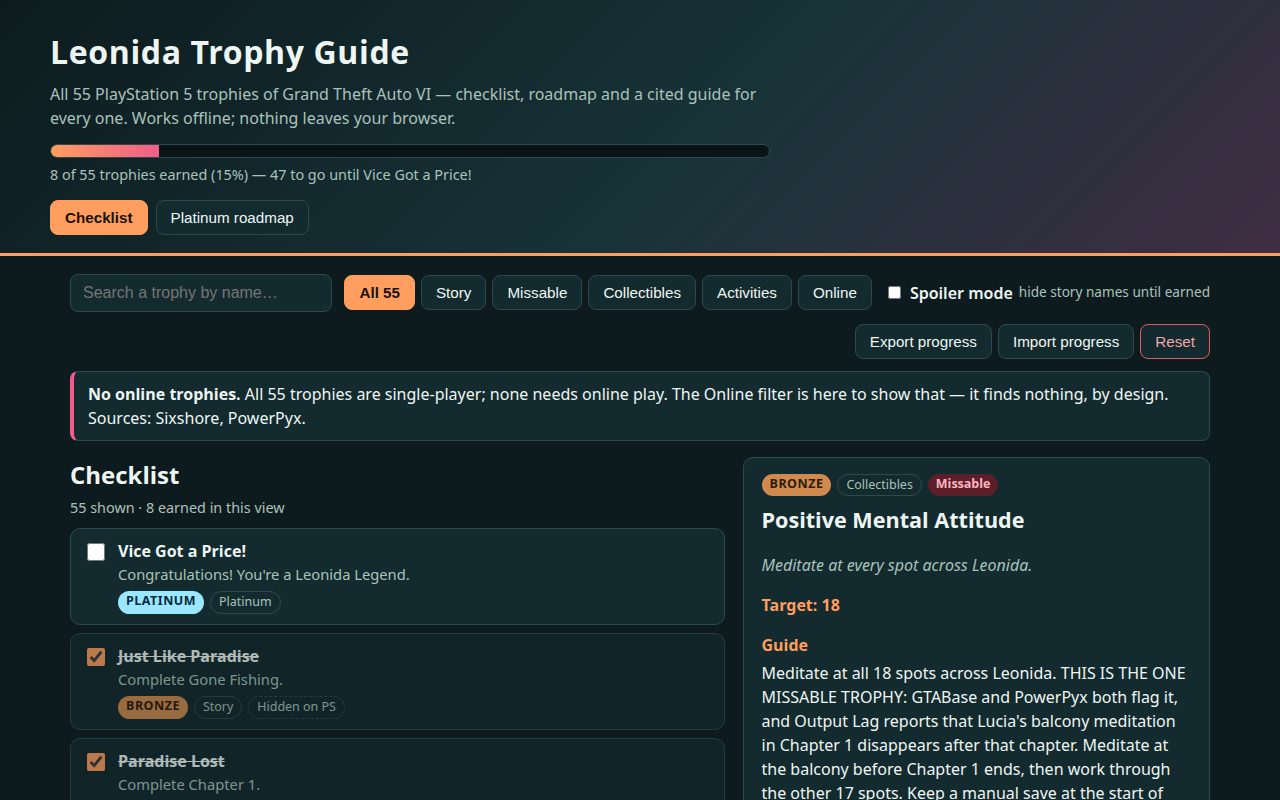 Leonida Trophy Guide
All 55 PlayStation 5 trophies of Grand Theft Auto VI — checklist, roadmap and a cited guide for
every one. Works offline; nothing leaves your browser.
8 of 55 trophies earned (15%) — 47 to go until Vice Got a Price!
Checklist
Platinum roadmap
Search a trophy by name…
All 55
Story
Missable
Collectibles
Activities
Online
Spoiler mode hide story names until earned
Export progress
Import progress
Reset
No online trophies. All 55 trophies are single-player; none needs online play. The Online filter is here to show that — it finds nothing, by design.
Sources: Sixshore, PowerPyx.
Checklist
55 shown · 8 earned in this view
Vice Got a Price!
Congratulations! You're a Leonida Legend.
PLATINUM
Platinum
Just Like Paradise
Complete Gone Fishing.
BRONZE
Story
Hidden on PS
Paradise Lost
Complete Chapter 1.
BRONZE
Collectibles
Missable
Positive Mental Attitude
Meditate at every spot across Leonida.
Target: 18
Guide
Meditate at all 18 spots across Leonida. THIS IS THE ONE
MISSABLE TROPHY: GTABase and PowerPyx both flag it,
and Output Lag reports that Lucia's balcony meditation
in Chapter 1 disappears after that chapter. Meditate at
the balcony before Chapter 1 ends, then work through
the other 17 spots. Keep a manual save at the start of